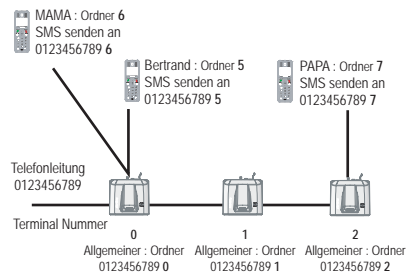 MAMA : Ordner 6
SMS senden an
0123456789 6
Bertrand : Ordner 5
SMS senden an
0123456789 5
PAPA : Ordner 7
SMS senden an
0123456789 7
Telefonleitung
0123456789
Terminal Nummer
0
1
2
Allgemeiner : Ordner
0123456789 0
Allgemeiner : Ordner
0123456789 1
Allgemeiner : Ordner
0123456789 2